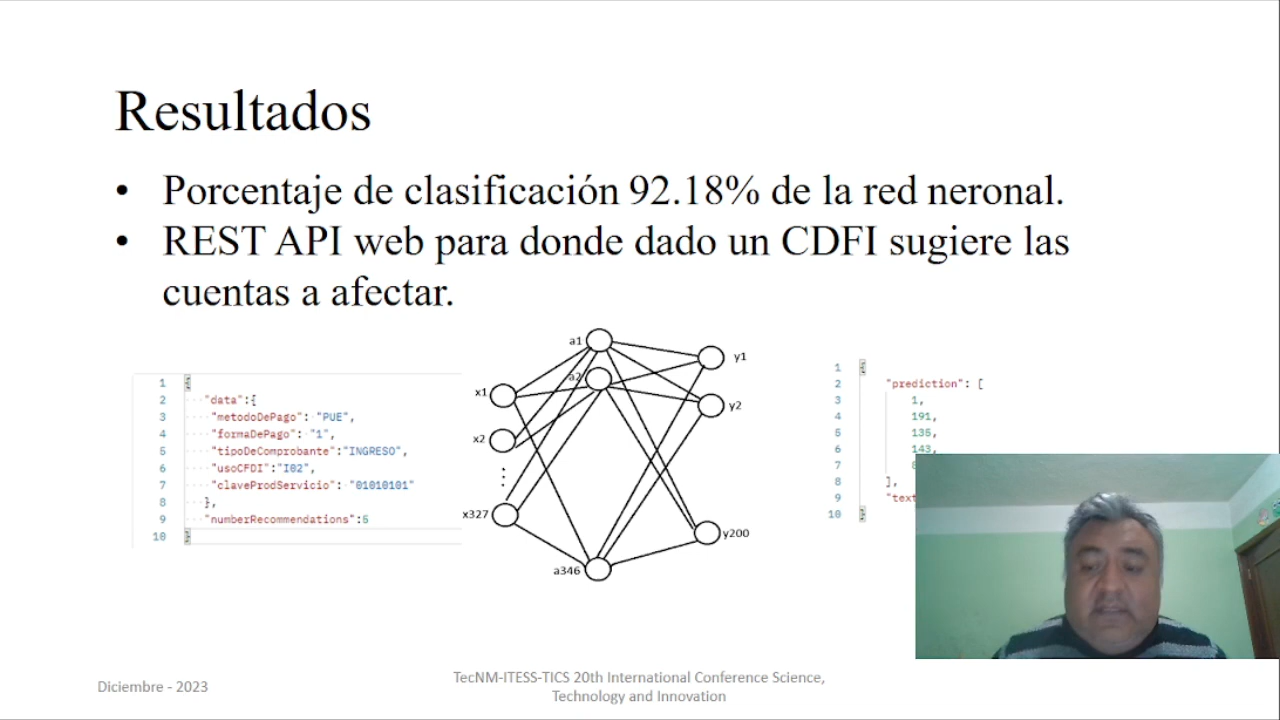 Resultados
• Porcentaje de clasificación 92.18% de la red neronal.
• REST API web para donde dado un CDFI sugiere las
cuentas a afectar.
1
2 "data":{
3 "metodoDePago": "PUE",
4 "formaDePago": "1",
5 "tipoDeComprobante":"INGRESO",
6 "usoCFDI":"I02",
7 "claveProdServicio": "01010101"
8 },
9 "numberRecommendations":5
10
a1
a2
x1
x2
x327
a346
y1
y2
y200
1
2 "prediction": [
3 1,
4 191,
5 135,
6 143,
7
8 ],
9 "text
10
Diciembre - 2023
TecNM-ITESS-TICS 20th International Conference Science,
Technology and Innovation